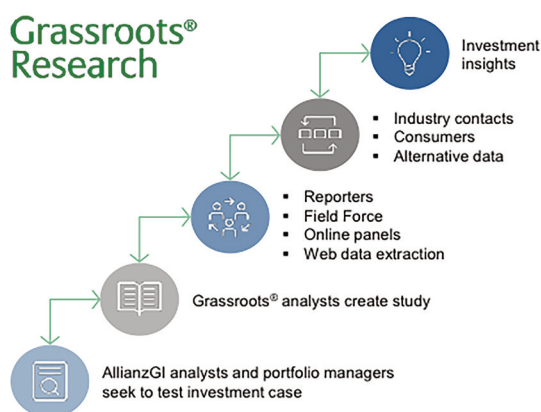 Grassroots®
Research
Investment
insights
▪ Industry contacts
▪ Consumers
▪ Alternative data
▪ Reporters
▪ Field Force
▪ Online panels
▪ Web data extraction
Grassroots® analysts create study
AllianzGI analysts and portfolio managers
seek to test investment case